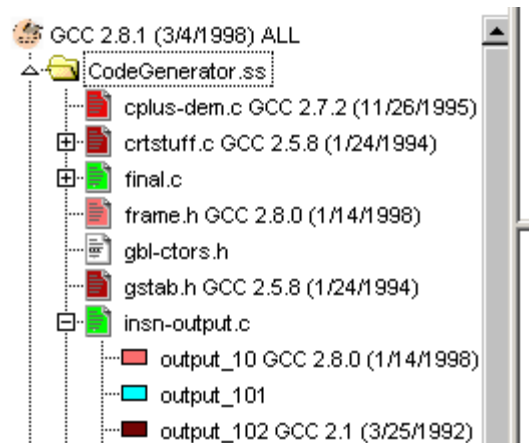 GCC 2.8.1 (3/4/1998) ALL
CodeGenerator.ss
cplus-dem.c GCC 2.7.2 (11/26/1995)
crtstuff.c GCC 2.5.8 (1/24/1994)
final.c
frame.h GCC 2.8.0 (1/14/1998)
gbl-ctors.h
gstab.h GCC 2.5.8 (1/24/1994)
insn-output.c
output_10 GCC 2.8.0 (1/14/1998)
output_101
output_102 GCC 2.1 (3/25/1992)